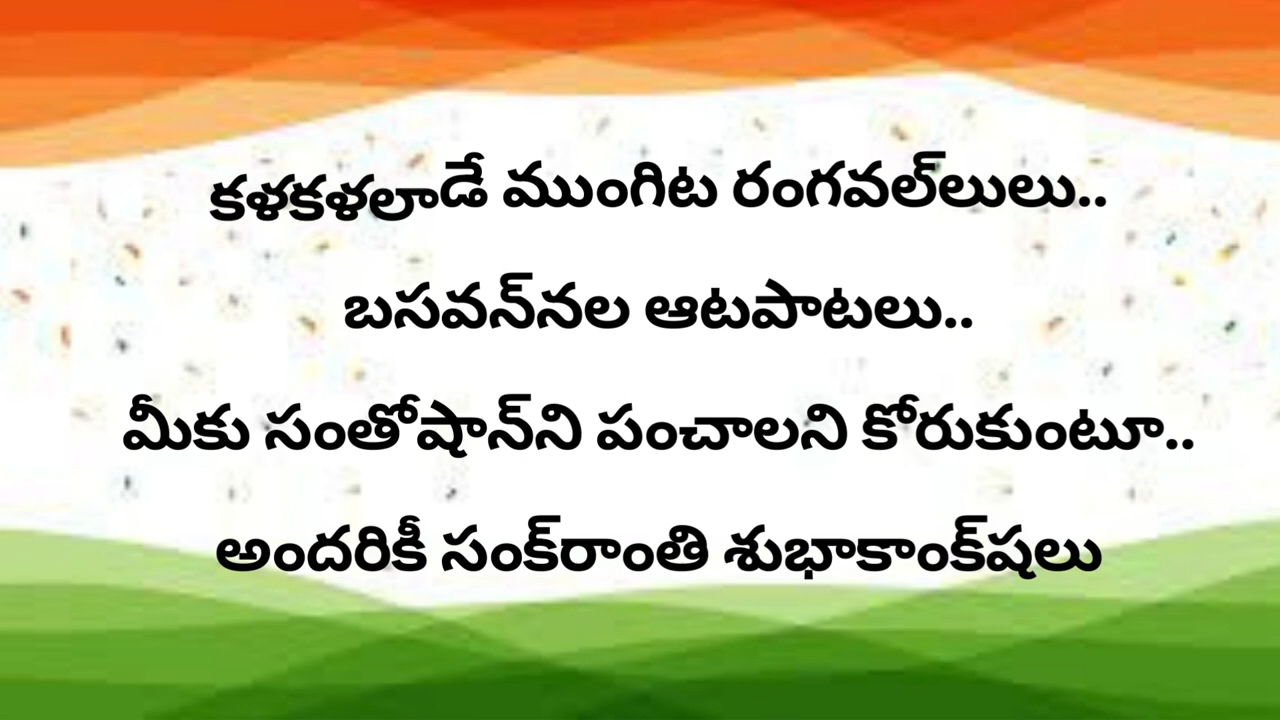 కళకళలాడే ముంగిట రంగవల్‌లులు..
బసవన్‌నల ఆటపాటలు..
మీకు సంతోషాన్‌ని పంచాలని కోరుకుంటూ..
అందరికీ సంక్‌రాంతి శుభాకాంక్‌షలు